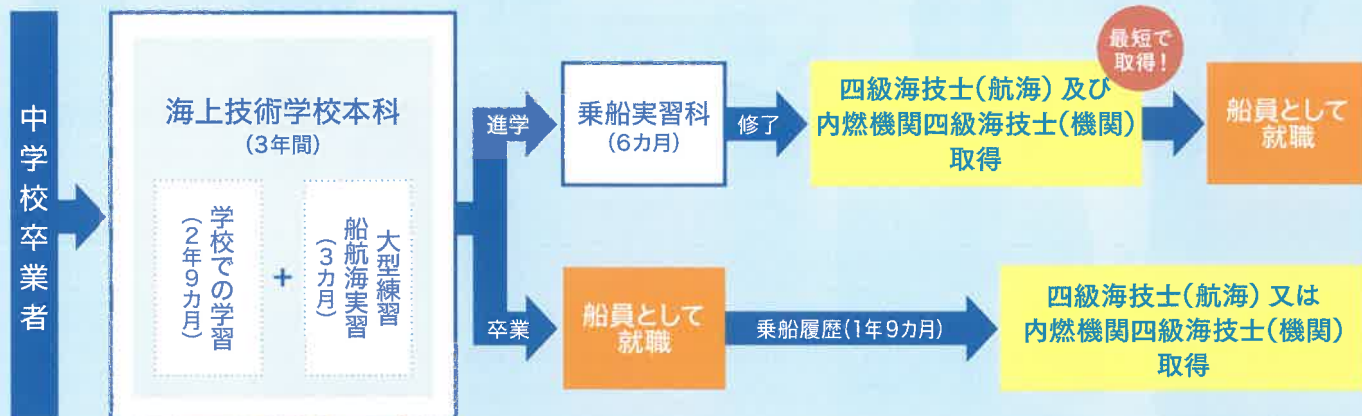 中学校卒業者
海上技術学校本科
(3年間)
学校での学習
(2年9カ月)
+
大型練習
船航海実習
(3カ月)
進学
乗船実習科
(6カ月)
修了
四級海技士(航海) 及び
内燃機関四級海技士(機関)
取得
最短で
取得!
船員として
就職
卒業
船員として
就職
乗船履歴(1年9カ月)
四級海技士(航海) 又は
内燃機関四級海技士(機関)
取得